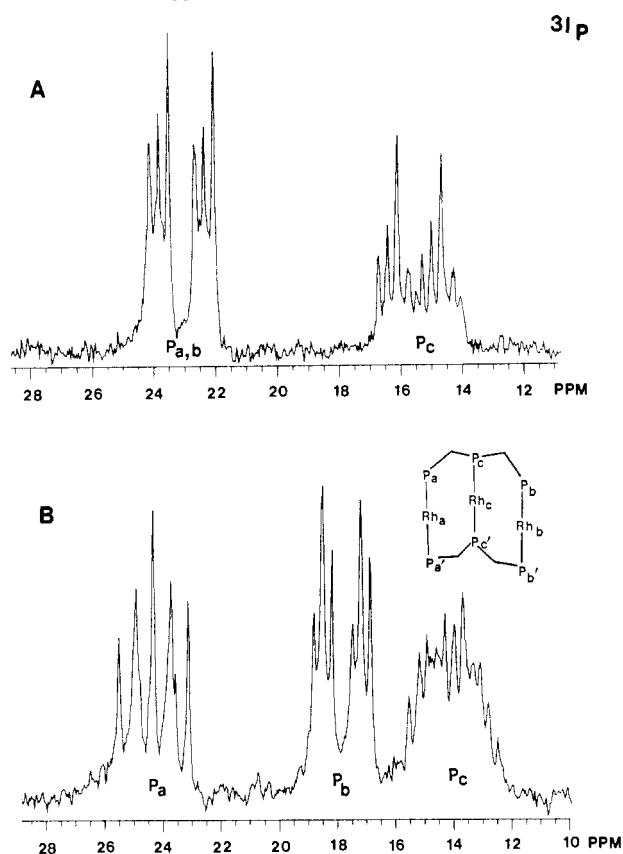 31P
A
Pa,b
Pc
28 26 24 22 20 18 16 14 12 PPM
B
Pc
Pa Pb
Rha Rhc Rhb
Pa' Pc' Pb'
Pa Pb Pc
28 26 24 22 20 18 16 14 12 10 PPM